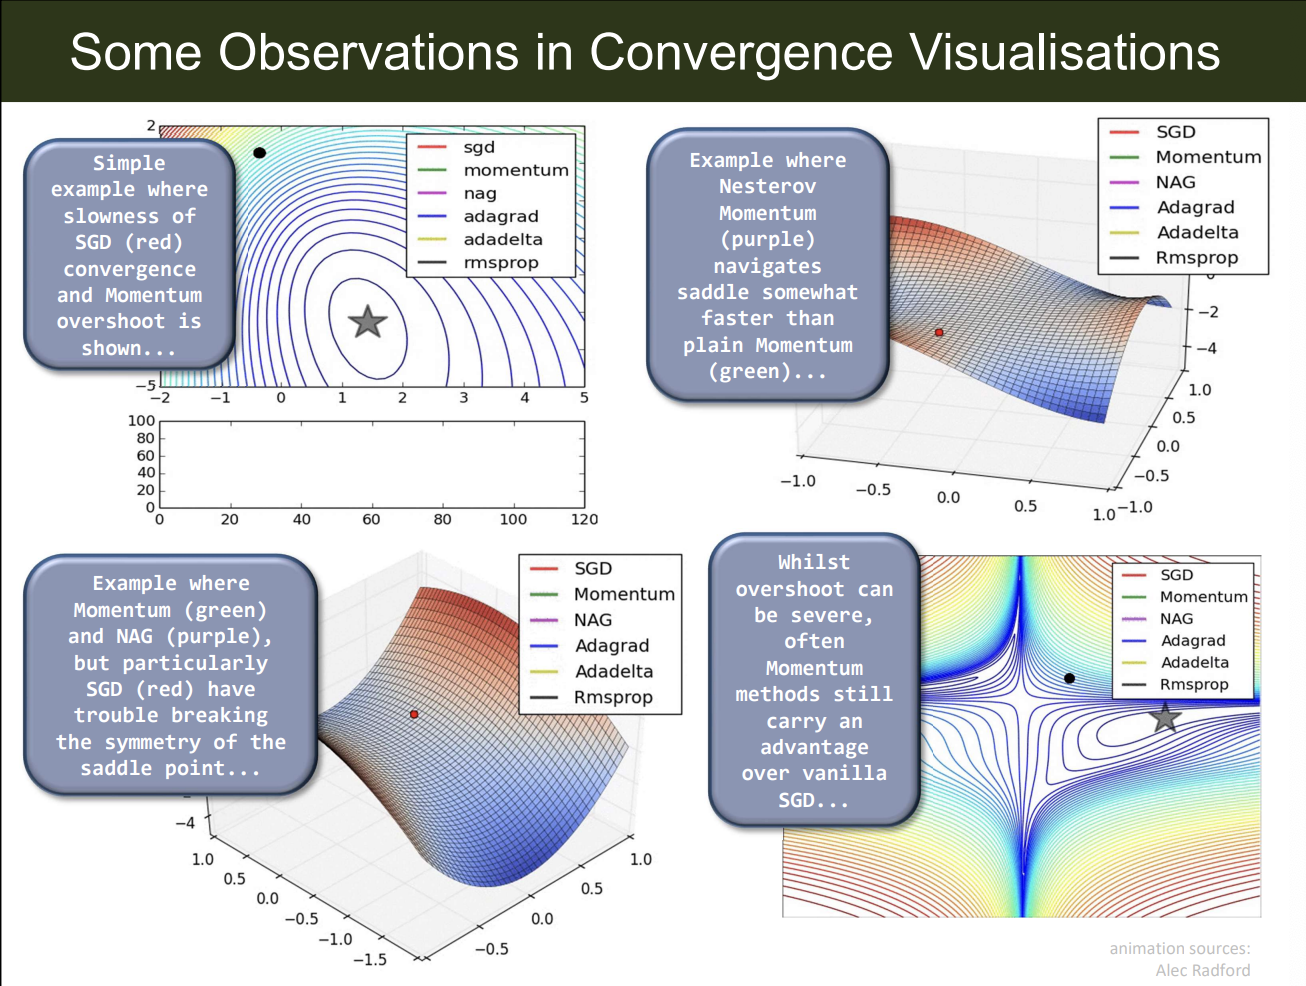 Some Observations in Convergence Visualisations
Simple
example where
slowness of
SGD (red)
convergence
and Momentum
overshoot is
shown...
2
−5
−2 −1 0 1 2 3 4 5
sgd
momentum
nag
adagrad
adadelta
rmsprop
100
80
60
40
20
0
0 20 40 60 80 100 120
Example where
Nesterov
Momentum
(purple)
navigates
saddle somewhat
faster than
plain Momentum
(green)...
SGD
Momentum
NAG
Adagrad
Adadelta
Rmsprop
0
−2
−4
1.0
0.5
0.0
−0.5
−1.0
−1.0 −0.5 0.0 0.5 1.0
Example where
Momentum (green)
and NAG (purple),
but particularly
SGD (red) have
trouble breaking
the symmetry of the
saddle point...
SGD
Momentum
NAG
Adagrad
Adadelta
Rmsprop
−4
1.0
0.5
0.0
−0.5
−1.0
−1.5
−0.5
0.0
0.5
1.0
Whilst
overshoot can
be severe,
often
Momentum
methods still
carry an
advantage
over vanilla
SGD...
SGD
Momentum
NAG
Adagrad
Adadelta
Rmsprop
animation sources:
Alec Radford